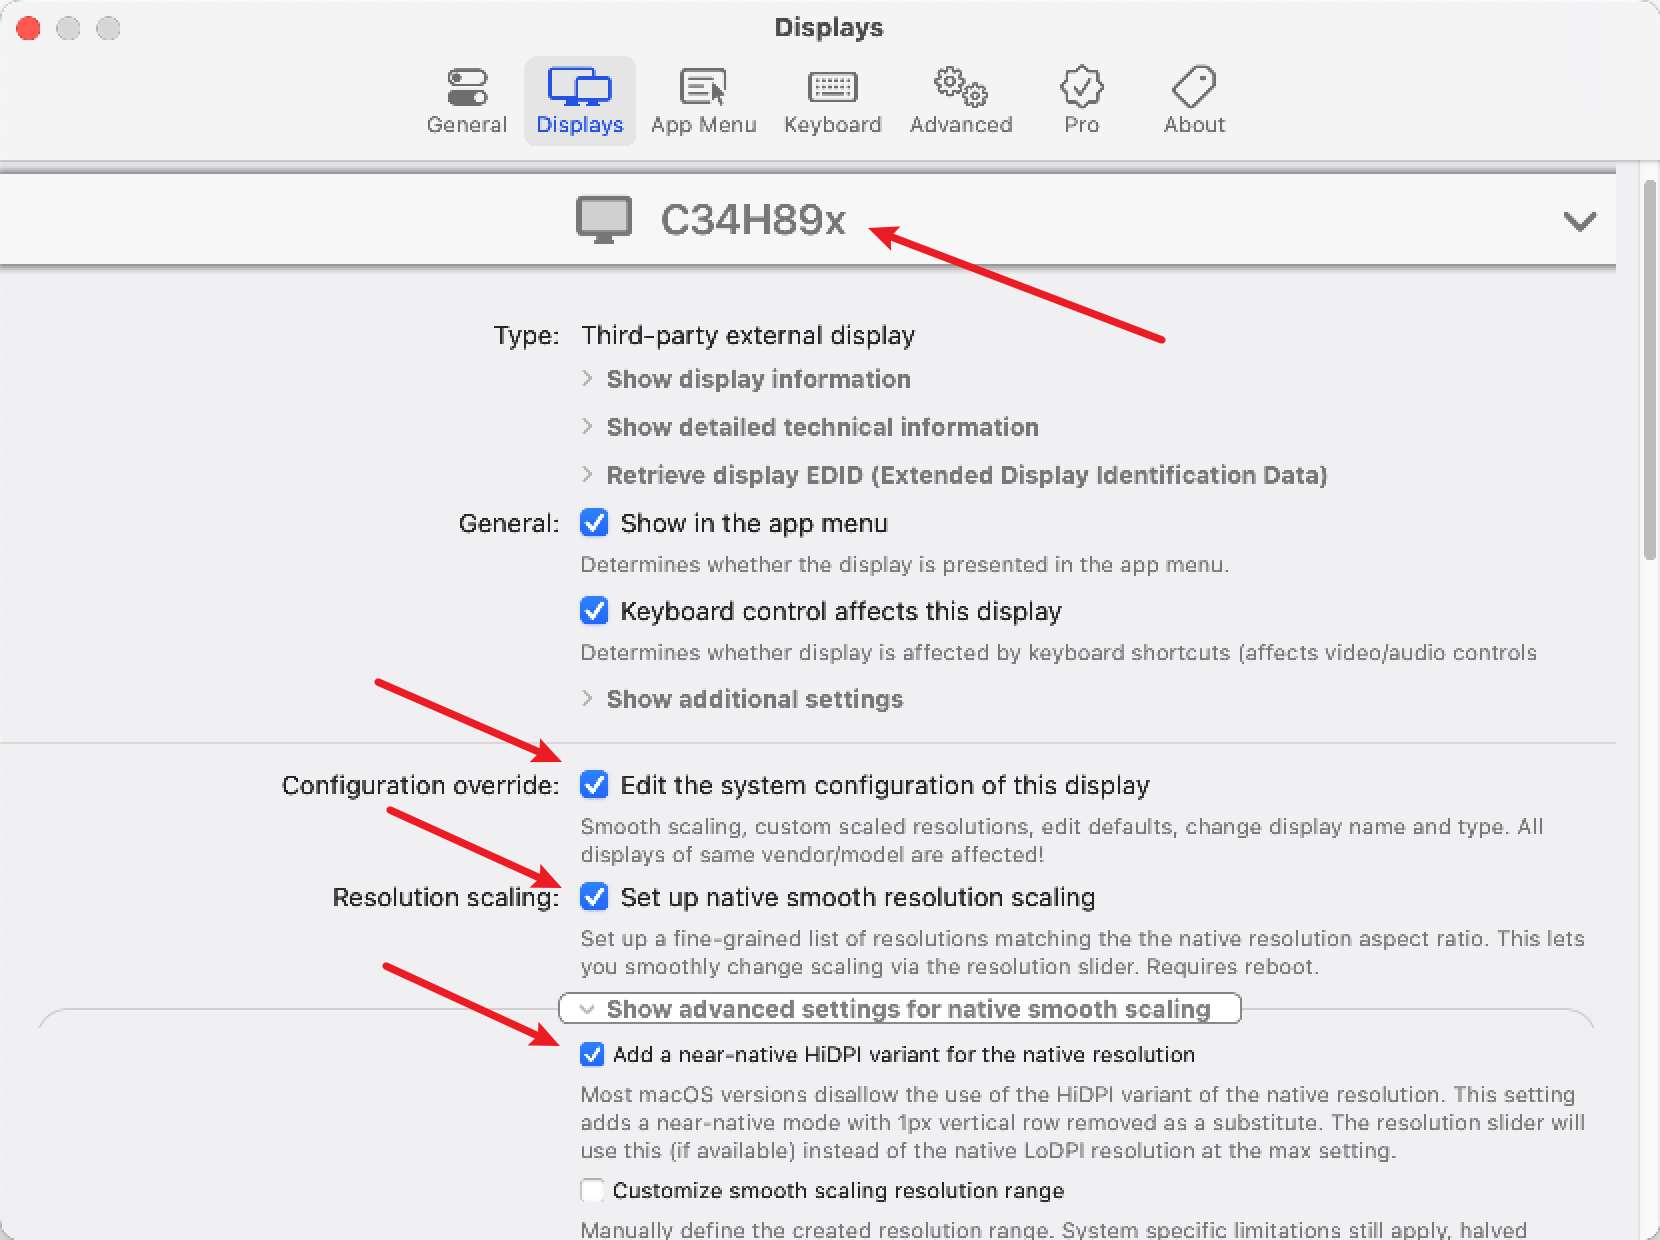 Displays
General
Displays
App Menu
Keyboard
Advanced
Pro
About
C34H89x
Type: Third-party external display
Show display information
Show detailed technical information
Retrieve display EDID (Extended Display Identification Data)
General: Show in the app menu
Determines whether the display is presented in the app menu.
Keyboard control affects this display
Determines whether display is affected by keyboard shortcuts (affects video/audio controls
Show additional settings
Configuration override: Edit the system configuration of this display
Smooth scaling, custom scaled resolutions, edit defaults, change display name and type. All
displays of same vendor/model are affected!
Resolution scaling: Set up native smooth resolution scaling
Set up a fine-grained list of resolutions matching the the native resolution aspect ratio. This lets
you smoothly change scaling via the resolution slider. Requires reboot.
Show advanced settings for native smooth scaling
Add a near-native HiDPI variant for the native resolution
Most macOS versions disallow the use of the HiDPI variant of the native resolution. This setting
adds a near-native mode with 1px vertical row removed as a substitute. The resolution slider will
use this (if available) instead of the native LoDPI resolution at the max setting.
Customize smooth scaling resolution range
Manually define the created resolution range. System specific limitations still apply, halved